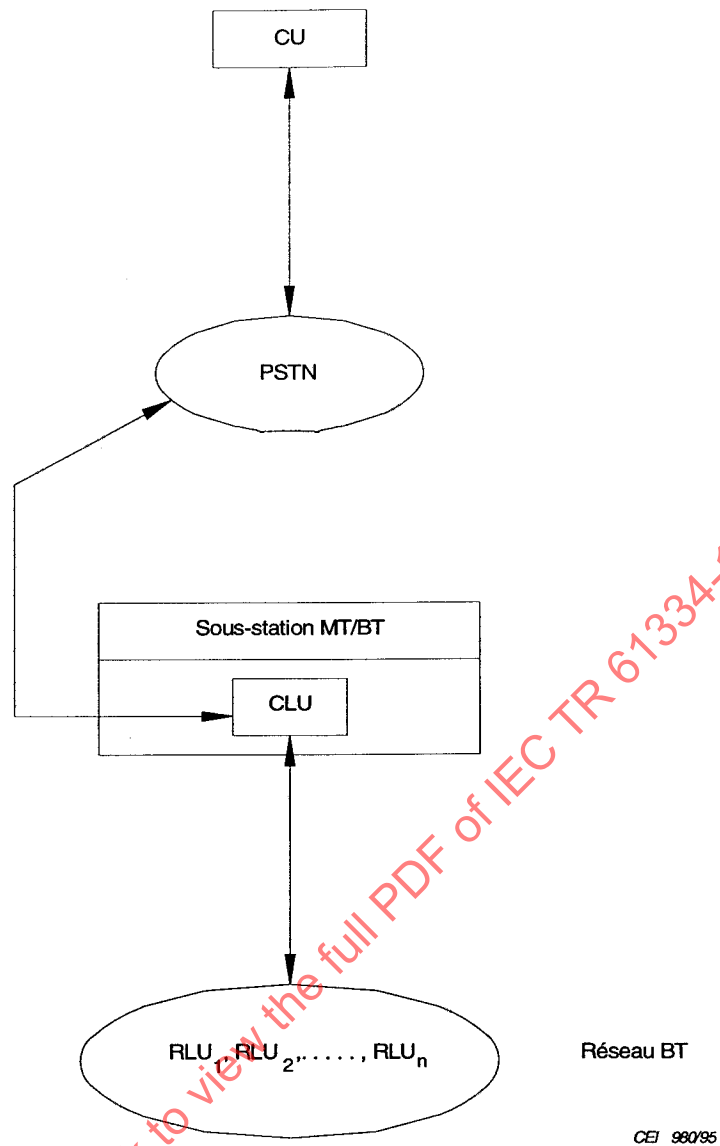 CU
PSTN
Sous-station MT/BT
CLU
RLU1, RLU2,....., RLUn
Réseau BT
CEI 980/95
to view the full PDF of IEC TR 61334-